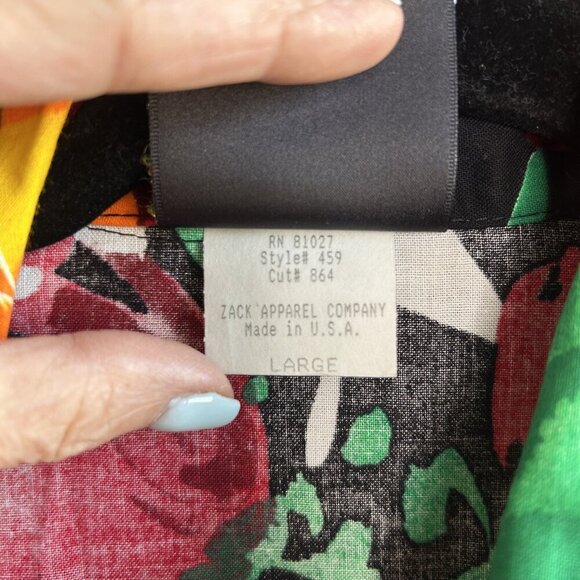 RN 81027
Style# 459
Cut# 864
ZACK APPAREL COMPANY
Made in U.S.A.
LARGE